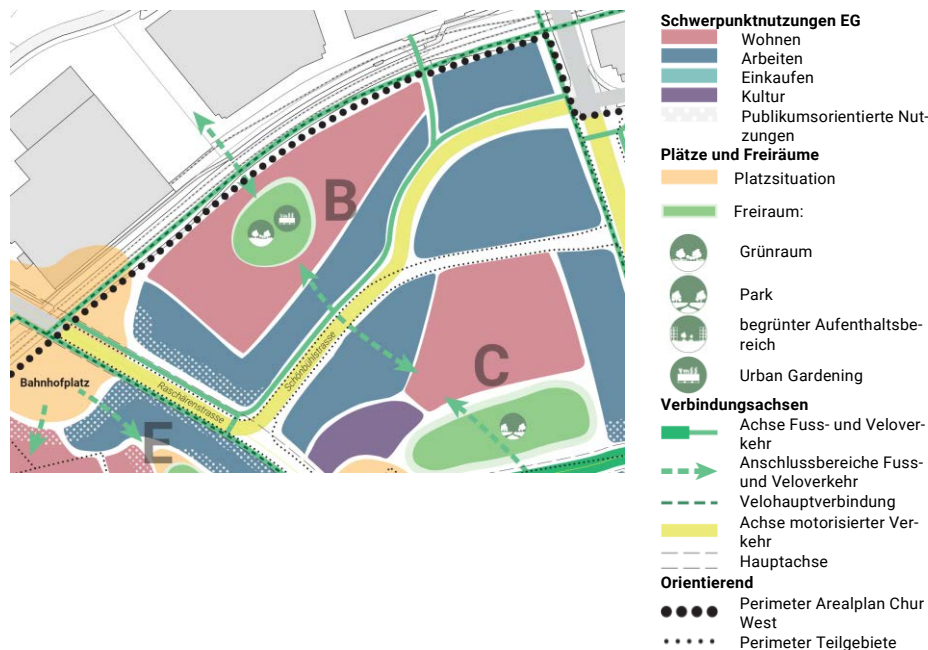 B
C
E
Bahnhofplatz
Raschärenstrasse
Schönbühlstrasse
Schwerpunktnutzungen EG
Wohnen
Arbeiten
Einkaufen
Kultur
Publikumsorientierte Nut-
zungen
Plätze und Freiräume
Platzsituation
Freiraum:
Grünraum
Park
begrünter Aufenthaltsbe-
reich
Urban Gardening
Verbindungsachsen
Achse Fuss- und Velover-
kehr
Anschlussbereiche Fuss-
und Veloverkehr
Velohauptverbindung
Achse motorisierter Ver-
kehr
Hauptachse
Orientierend
Perimeter Arealplan Chur
West
Perimeter Teilgebiete